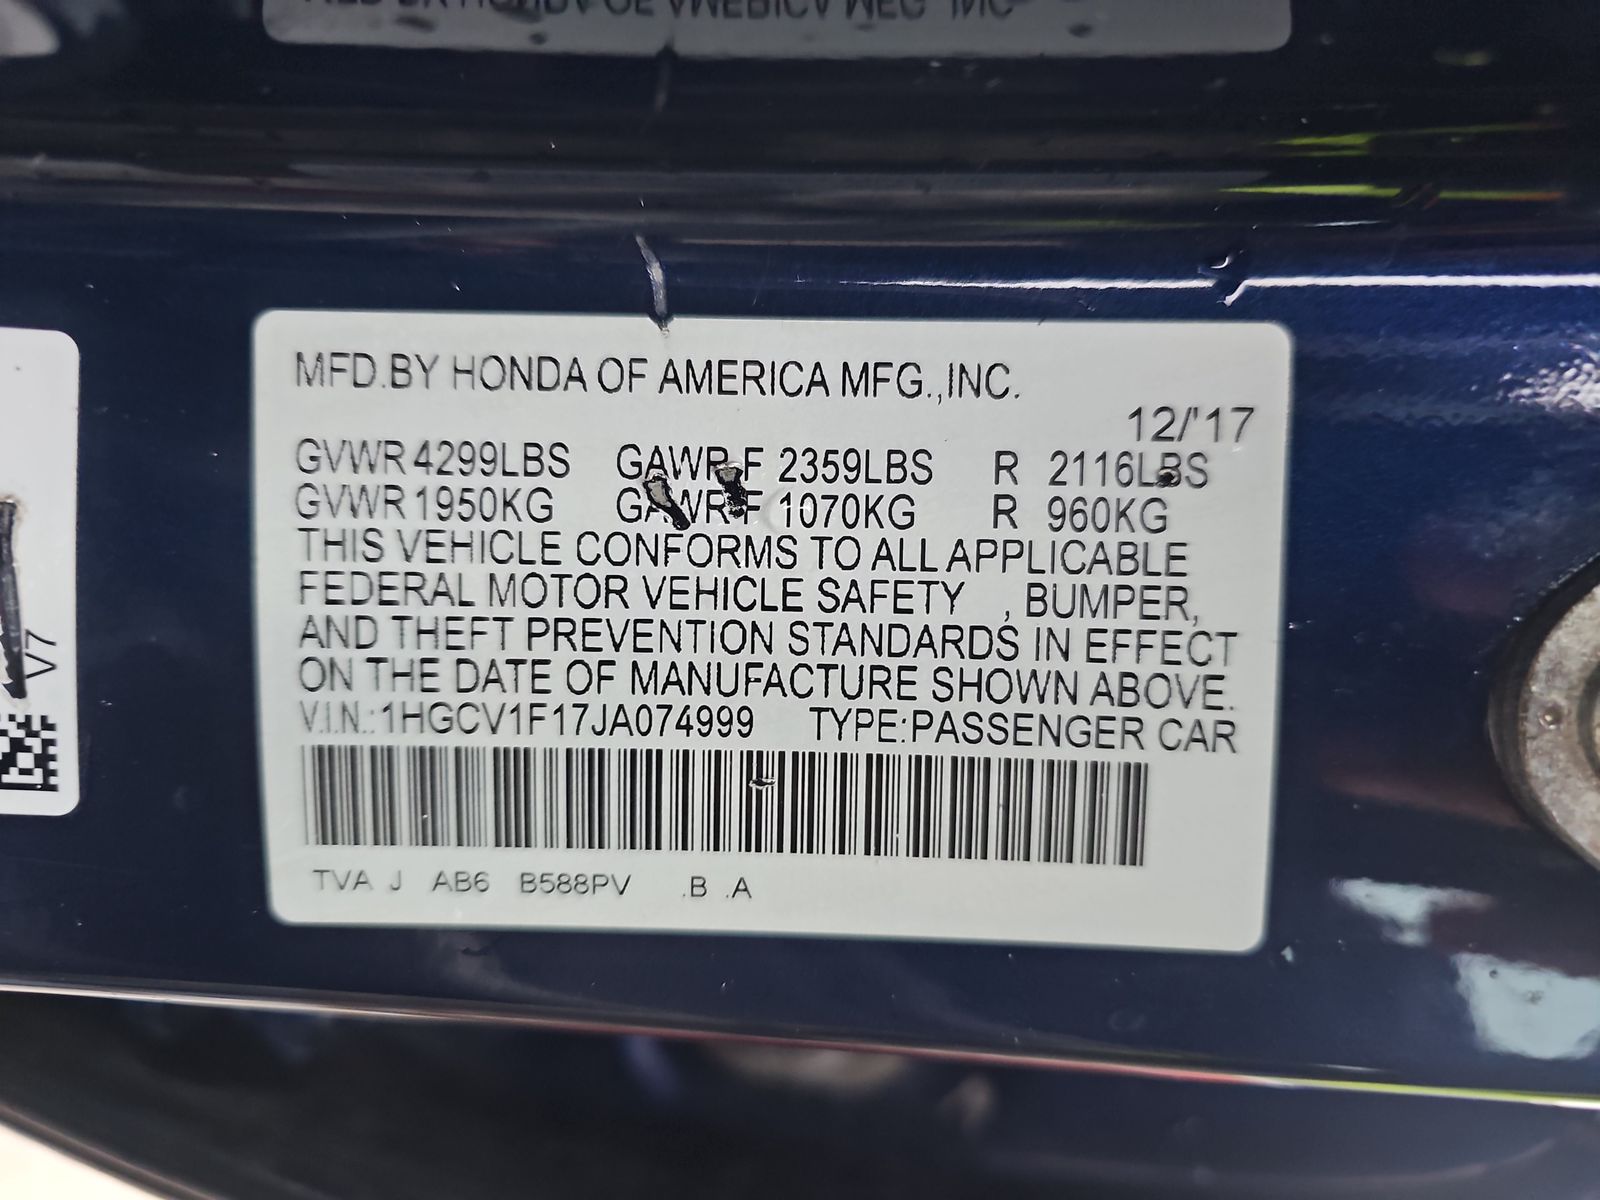 MFD.BY HONDA OF AMERICA MFG.,INC.
12/'17
GVWR 4299LBS GAWR F 2359LBS R 2116LBS
GVWR 1950KG GAWR F 1070KG R 960KG
THIS VEHICLE CONFORMS TO ALL APPLICABLE
FEDERAL MOTOR VEHICLE SAFETY , BUMPER,
AND THEFT PREVENTION STANDARDS IN EFFECT
ON THE DATE OF MANUFACTURE SHOWN ABOVE.
V.I.N.: 1HGCV1F17JA074999 TYPE:PASSENGER CAR
TVA J AB6 B588PV .B .A
V7